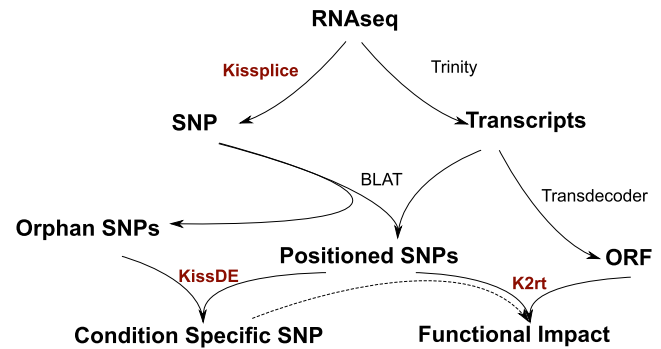 RNAseq
Kissplice
Trinity
SNP
Transcripts
BLAT
Transdecoder
Orphan SNPs
Positioned SNPs
ORF
KissDE
K2rt
Condition Specific SNP
Functional Impact